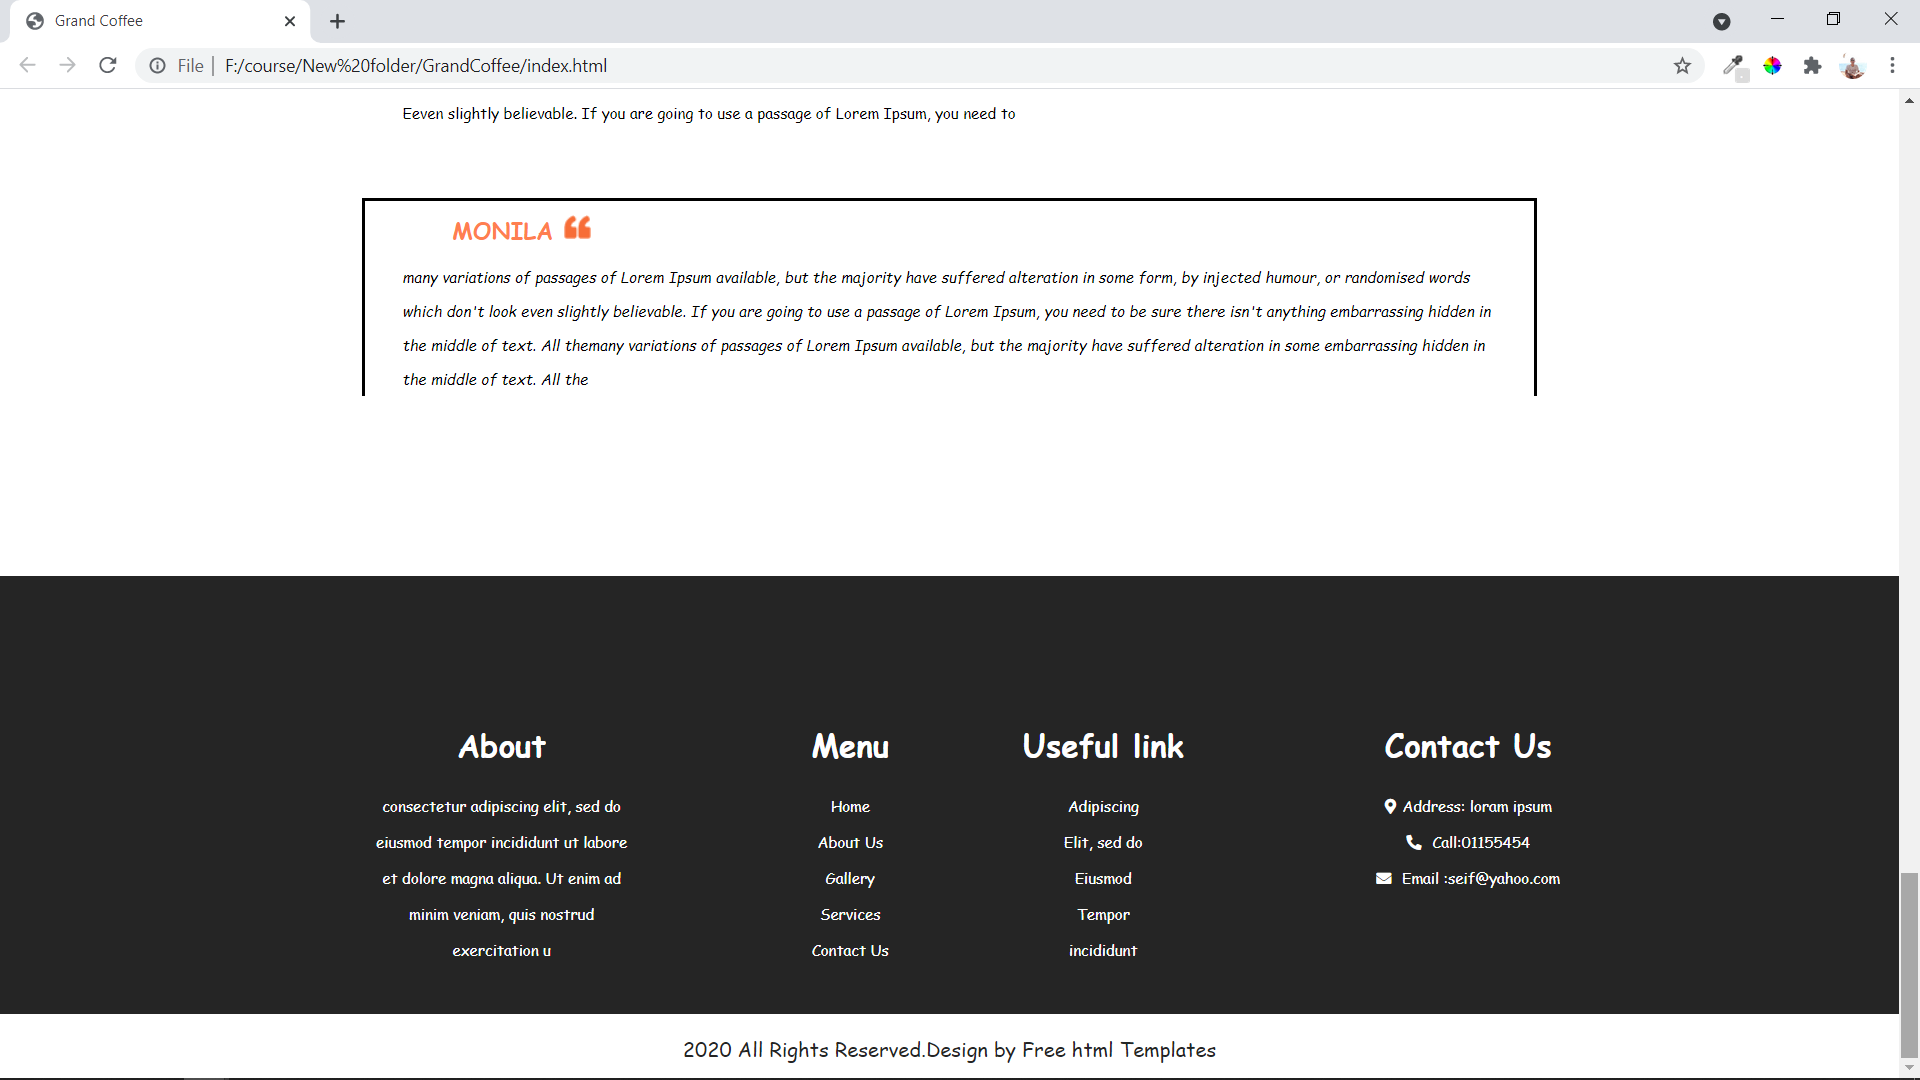 Grand Coffee
File | F:/course/New%20folder/GrandCoffee/index.html
Eeven slightly believable. If you are going to use a passage of Lorem Ipsum, you need to
MONILA
many variations of passages of Lorem Ipsum available, but the majority have suffered alteration in some form, by injected humour, or randomised words
which don't look even slightly believable. If you are going to use a passage of Lorem Ipsum, you need to be sure there isn't anything embarrassing hidden in
the middle of text. All themany variations of passages of Lorem Ipsum available, but the majority have suffered alteration in some embarrassing hidden in
the middle of text. All the
About
consectetur adipiscing elit, sed do
eiusmod tempor incididunt ut labore
et dolore magna aliqua. Ut enim ad
minim veniam, quis nostrud
exercitation u
Menu
Home
About Us
Gallery
Services
Contact Us
Useful link
Adipiscing
Elit, sed do
Eiusmod
Tempor
incididunt
Contact Us
Address: loram ipsum
Call:01155454
Email :seif@yahoo.com
2020 All Rights Reserved.Design by Free html Templates